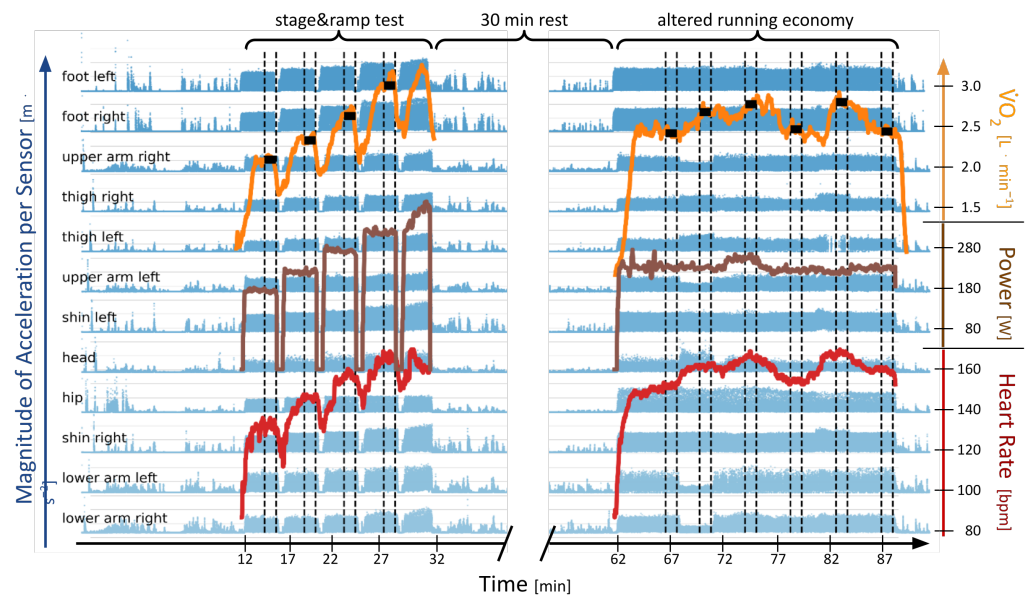 stage&ramp test 30 min rest altered running economy
Magnitude of Acceleration per Sensor [m · s⁻²]
foot left
foot right
upper arm right
thigh right
thigh left
upper arm left
shin left
head
hip
shin right
lower arm left
lower arm right
3.0
2.5
2.0
1.5
V̇O₂ [L · min⁻¹]
280
180
80
Power [W]
160
140
120
100
80
Heart Rate [bpm]
12 17 22 27 32 62 67 72 77 82 87
Time [min]